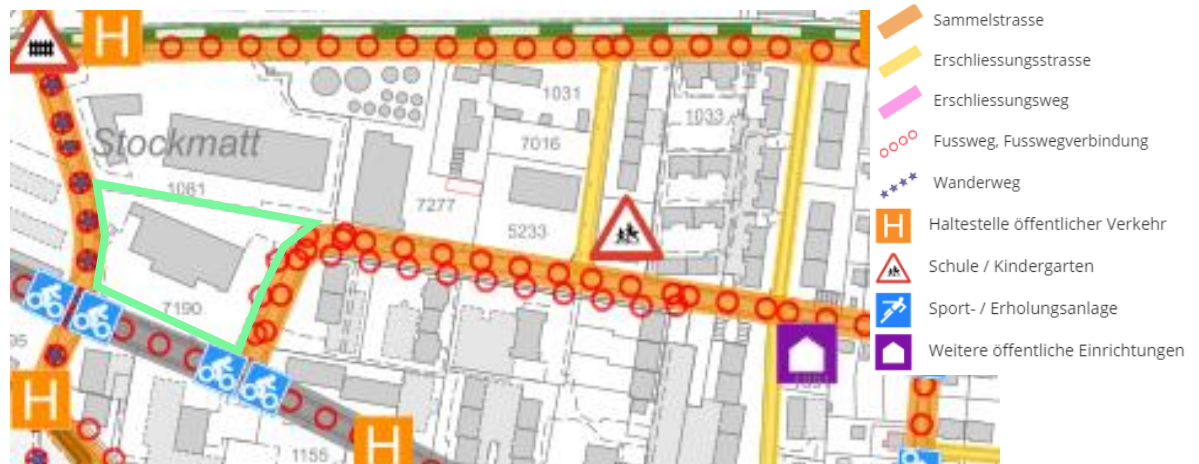 Sammelstrasse
Erschliessungsstrasse
Erschliessungsweg
Fussweg, Fusswegverbindung
Wanderweg
H Haltestelle öffentlicher Verkehr
Schule / Kindergarten
Sport- / Erholungsanlage
Weitere öffentliche Einrichtungen
H
1031
1033
Stockmatt
7016
1081
7277
5233
7190
H
H
1155